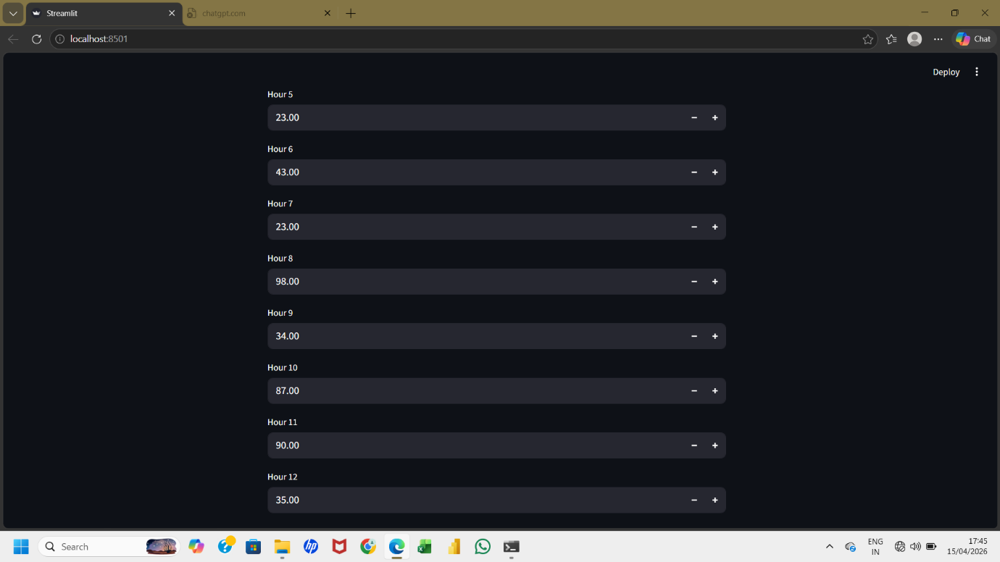 Streamlit
chatgpt.com
localhost:8501
Chat
Deploy
Hour 5
23.00
Hour 6
43.00
Hour 7
23.00
Hour 8
98.00
Hour 9
34.00
Hour 10
87.00
Hour 11
90.00
Hour 12
35.00
Search
hp
ENG
IN
17:45
15/04/2026